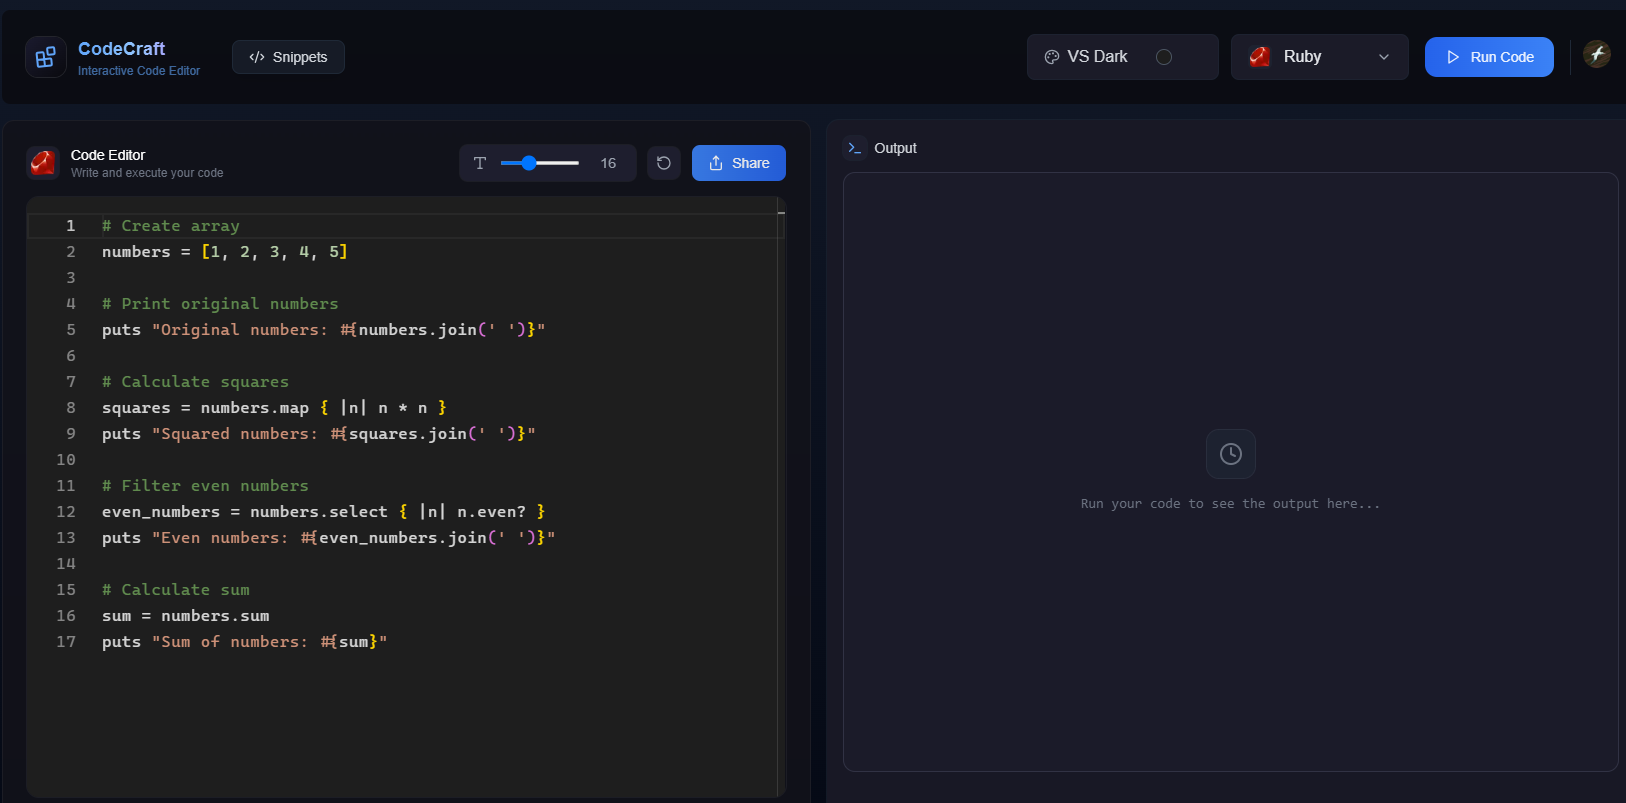 CodeCraft
Interactive Code Editor
Snippets
VS Dark
Ruby
Run Code
Code Editor
Write and execute your code
16
Share
1 # Create array
2 numbers = [1, 2, 3, 4, 5]
3
4 # Print original numbers
5 puts "Original numbers: #{numbers.join(' ')}"
6
7 # Calculate squares
8 squares = numbers.map { |n| n * n }
9 puts "Squared numbers: #{squares.join(' ')}"
10
11 # Filter even numbers
12 even_numbers = numbers.select { |n| n.even? }
13 puts "Even numbers: #{even_numbers.join(' ')}"
14
15 # Calculate sum
16 sum = numbers.sum
17 puts "Sum of numbers: #{sum}"
Output
Run your code to see the output here...